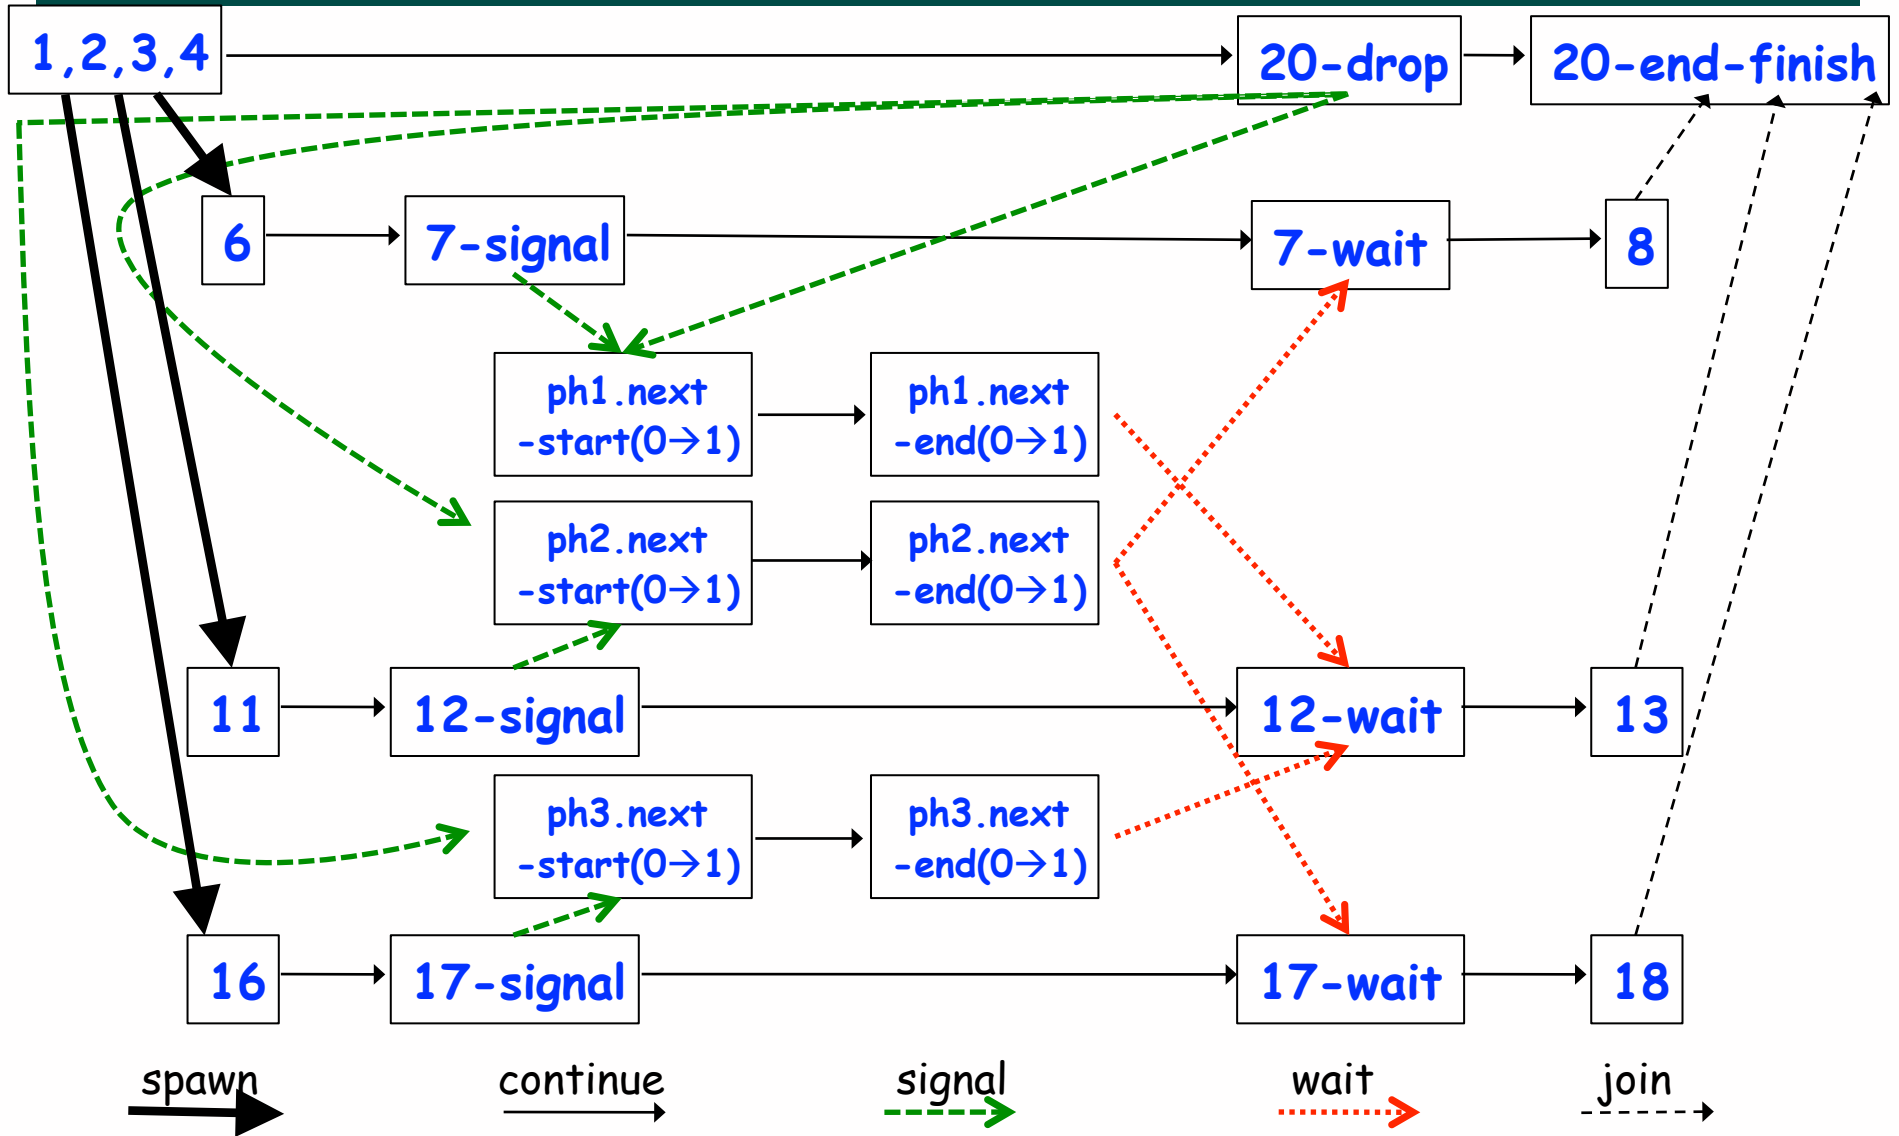 1,2,3,4
20-drop
20-end-finish
6
7-signal
7-wait
8
ph1.next
-start(0→1)
ph1.next
-end(0→1)
ph2.next
-start(0→1)
ph2.next
-end(0→1)
11
12-signal
12-wait
13
ph3.next
-start(0→1)
ph3.next
-end(0→1)
16
17-signal
17-wait
18
spawn
continue
signal
wait
join